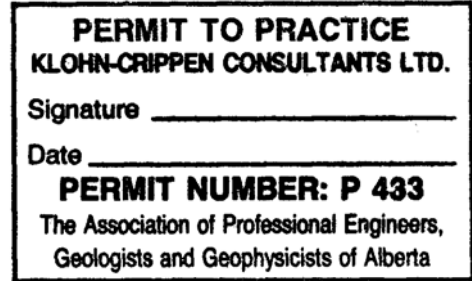 PERMIT TO PRACTICE
KLOHN-CRIPPEN CONSULTANTS LTD.
Signature
Date
PERMIT NUMBER: P 433
The Association of Professional Engineers,
Geologists and Geophysicists of Alberta